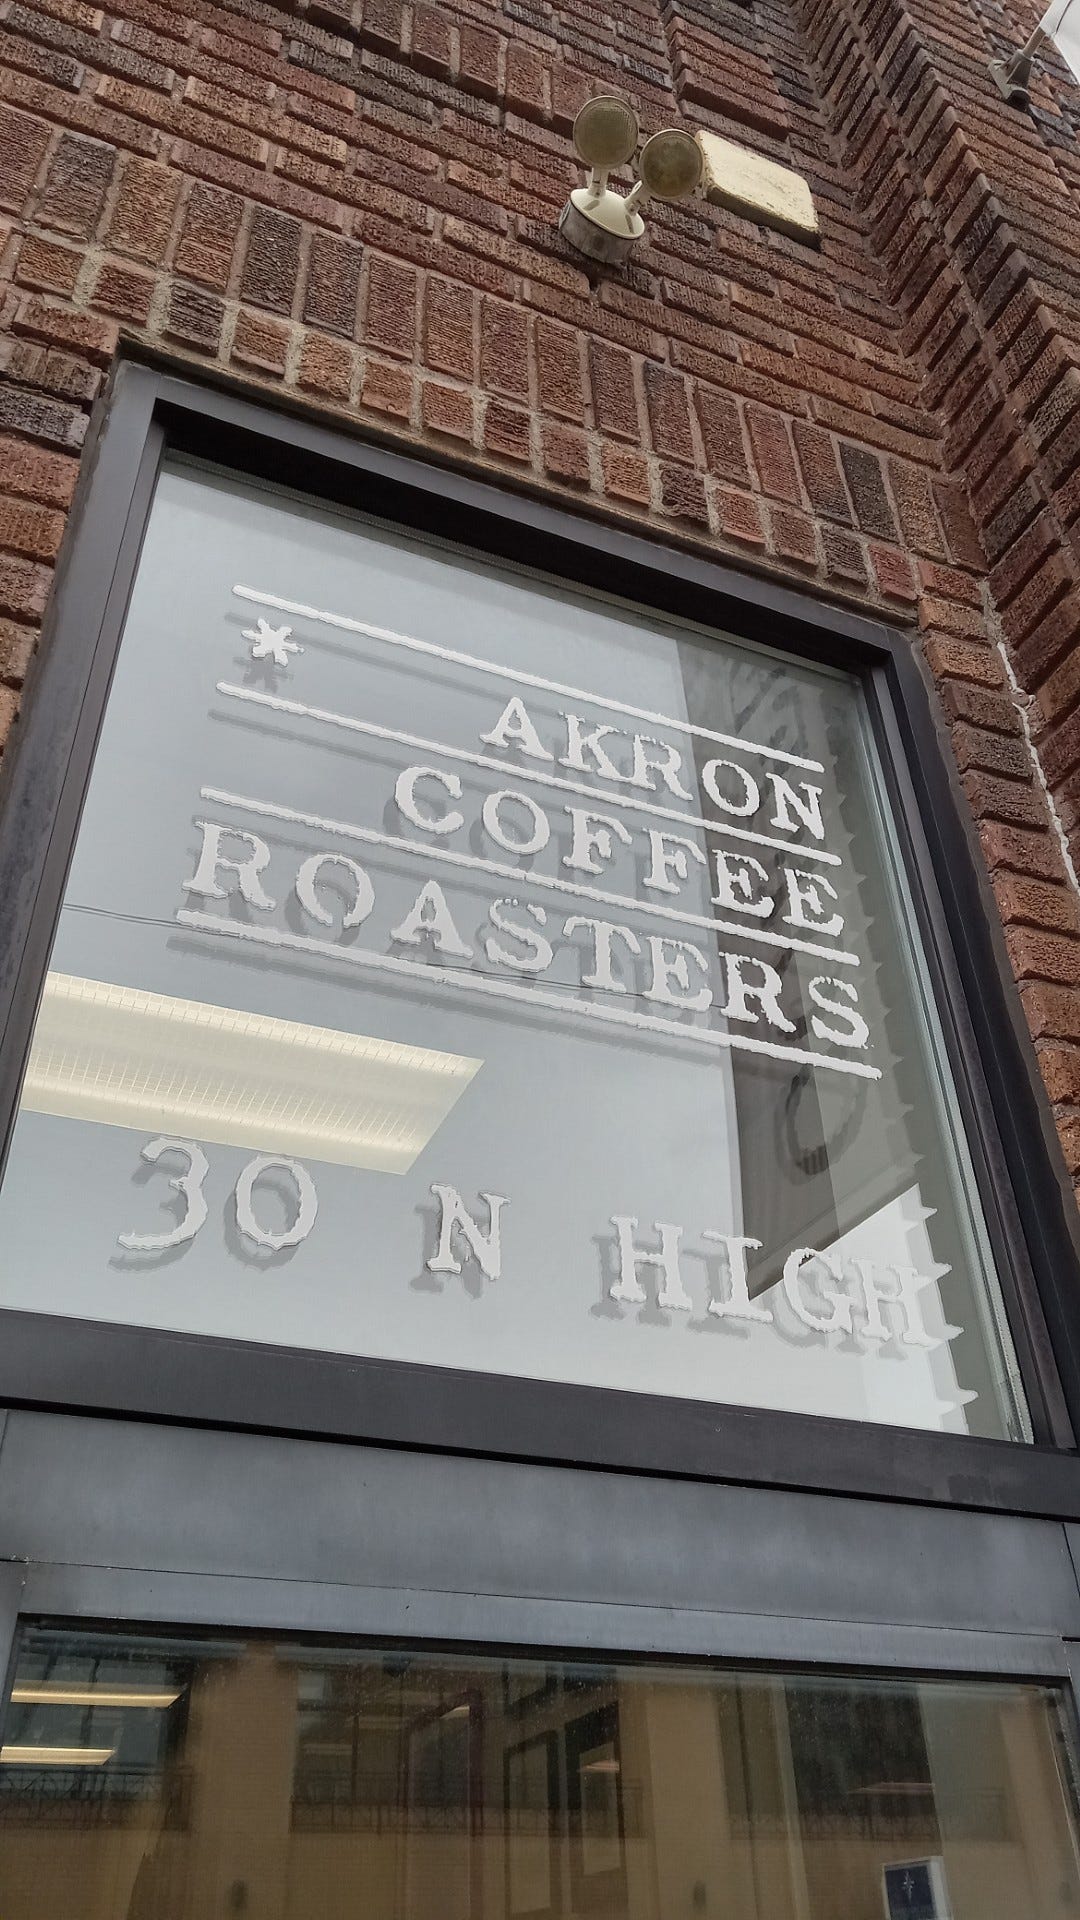 *
AKRON
COFFEE
ROASTERS
30 N HIGH